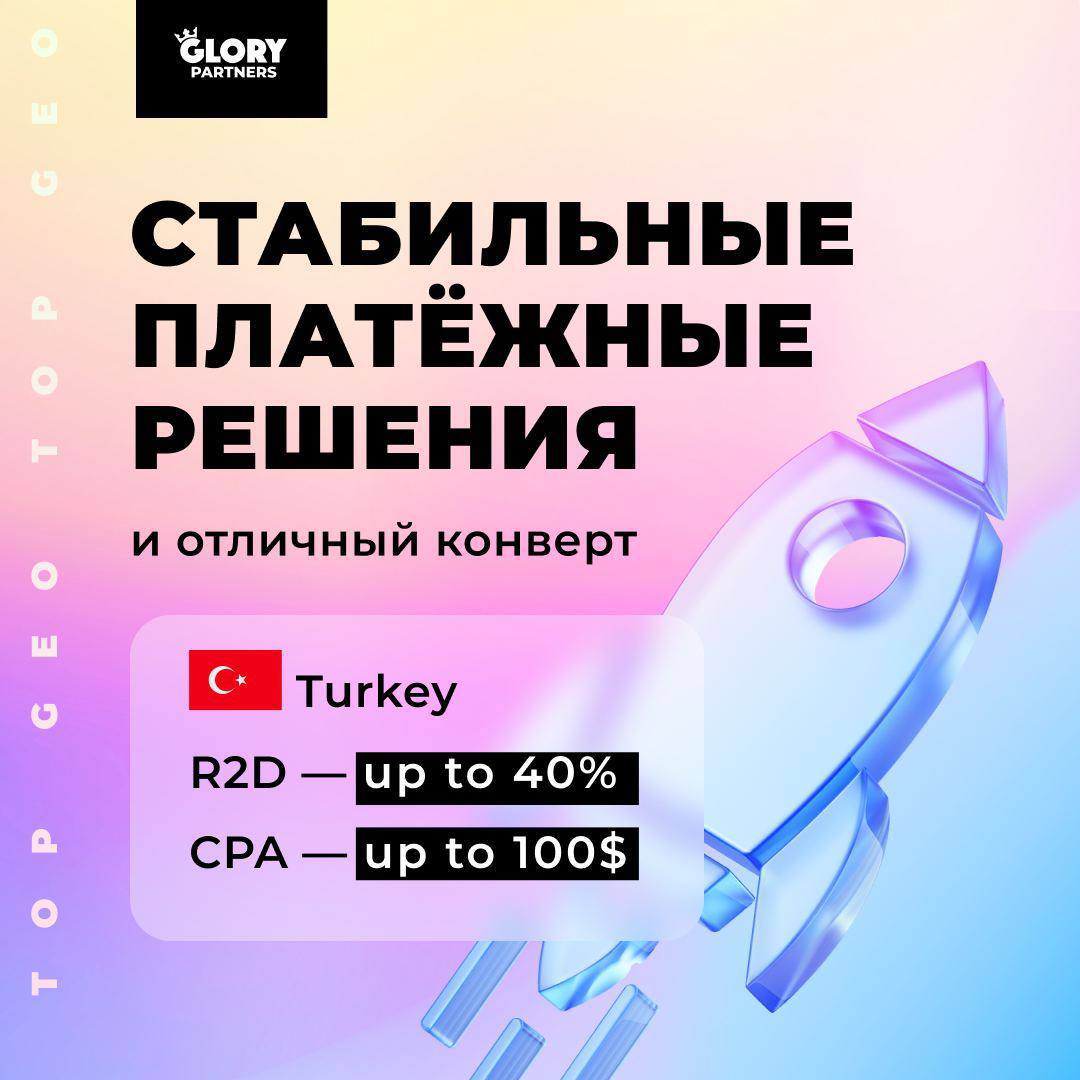 GLORY
PARTNERS
СТАБИЛЬНЫЕ
ПЛАТЁЖНЫЕ
РЕШЕНИЯ
и отличный конверт
Turkey
R2D — up to 40%
CPA — up to 100$
TOP GEO TOP GEO